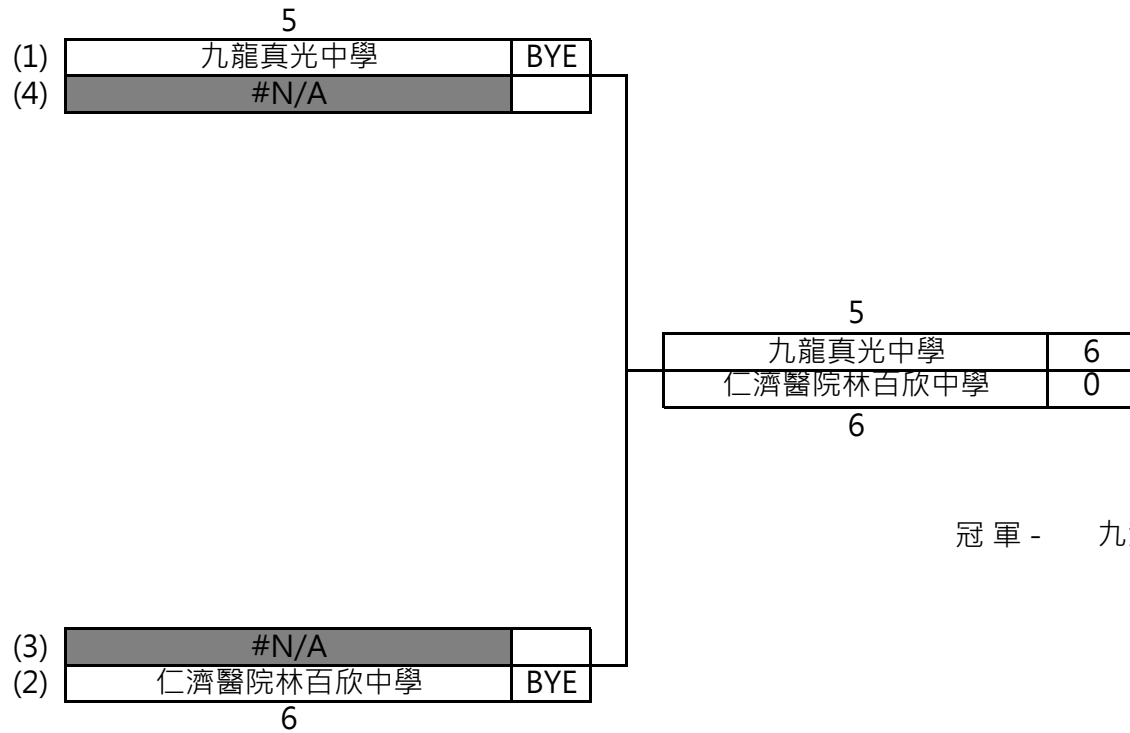 5
(1) 九龍真光中學 BYE
(4) #N/A
5
九龍真光中學 6
仁濟醫院林百欣中學 0
6
冠 軍 - 九
(3) #N/A
(2) 仁濟醫院林百欣中學 BYE
6